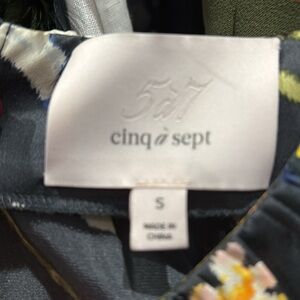 5à7
cinq à sept
S
MADE IN
CHINA